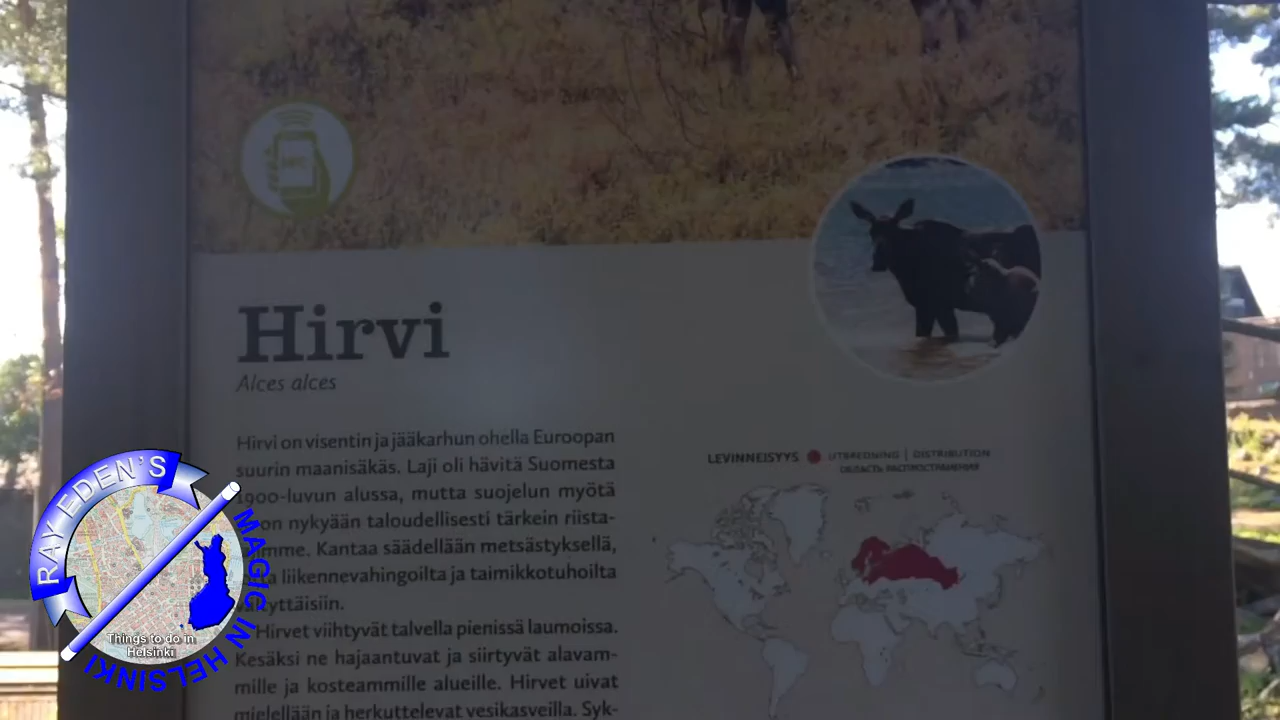 Hirvi
Alces alces
Hirvi on visentin ja jääkarhun ohella Euroopan
suurin maanisäkäs. Laji oli hävitä Suomesta
1900-luvun alussa, mutta suojelun myötä
on nykyään taloudellisesti tärkein riista-
Kantaa säädellään metsästyksellä,
liikennevahingoilta ja taimikkotuhoilta
Hirvet viihtyvät talvella pienissä laumoissa.
Kesäksi ne hajaantuvat ja siirtyvät alavam-
mille ja kosteammille alueille. Hirvet uivat
mielellään ja herkuttelevat vesikasveilla. Syk-
LEVINNEISYYS UTBREDNING | DISTRIBUTION
ОБЛАСТЬ РАСПРОСТРАНЕНИЯ
RAY EDEN'S
MAGIC IN HELSINKI
Things to do in
Helsinki